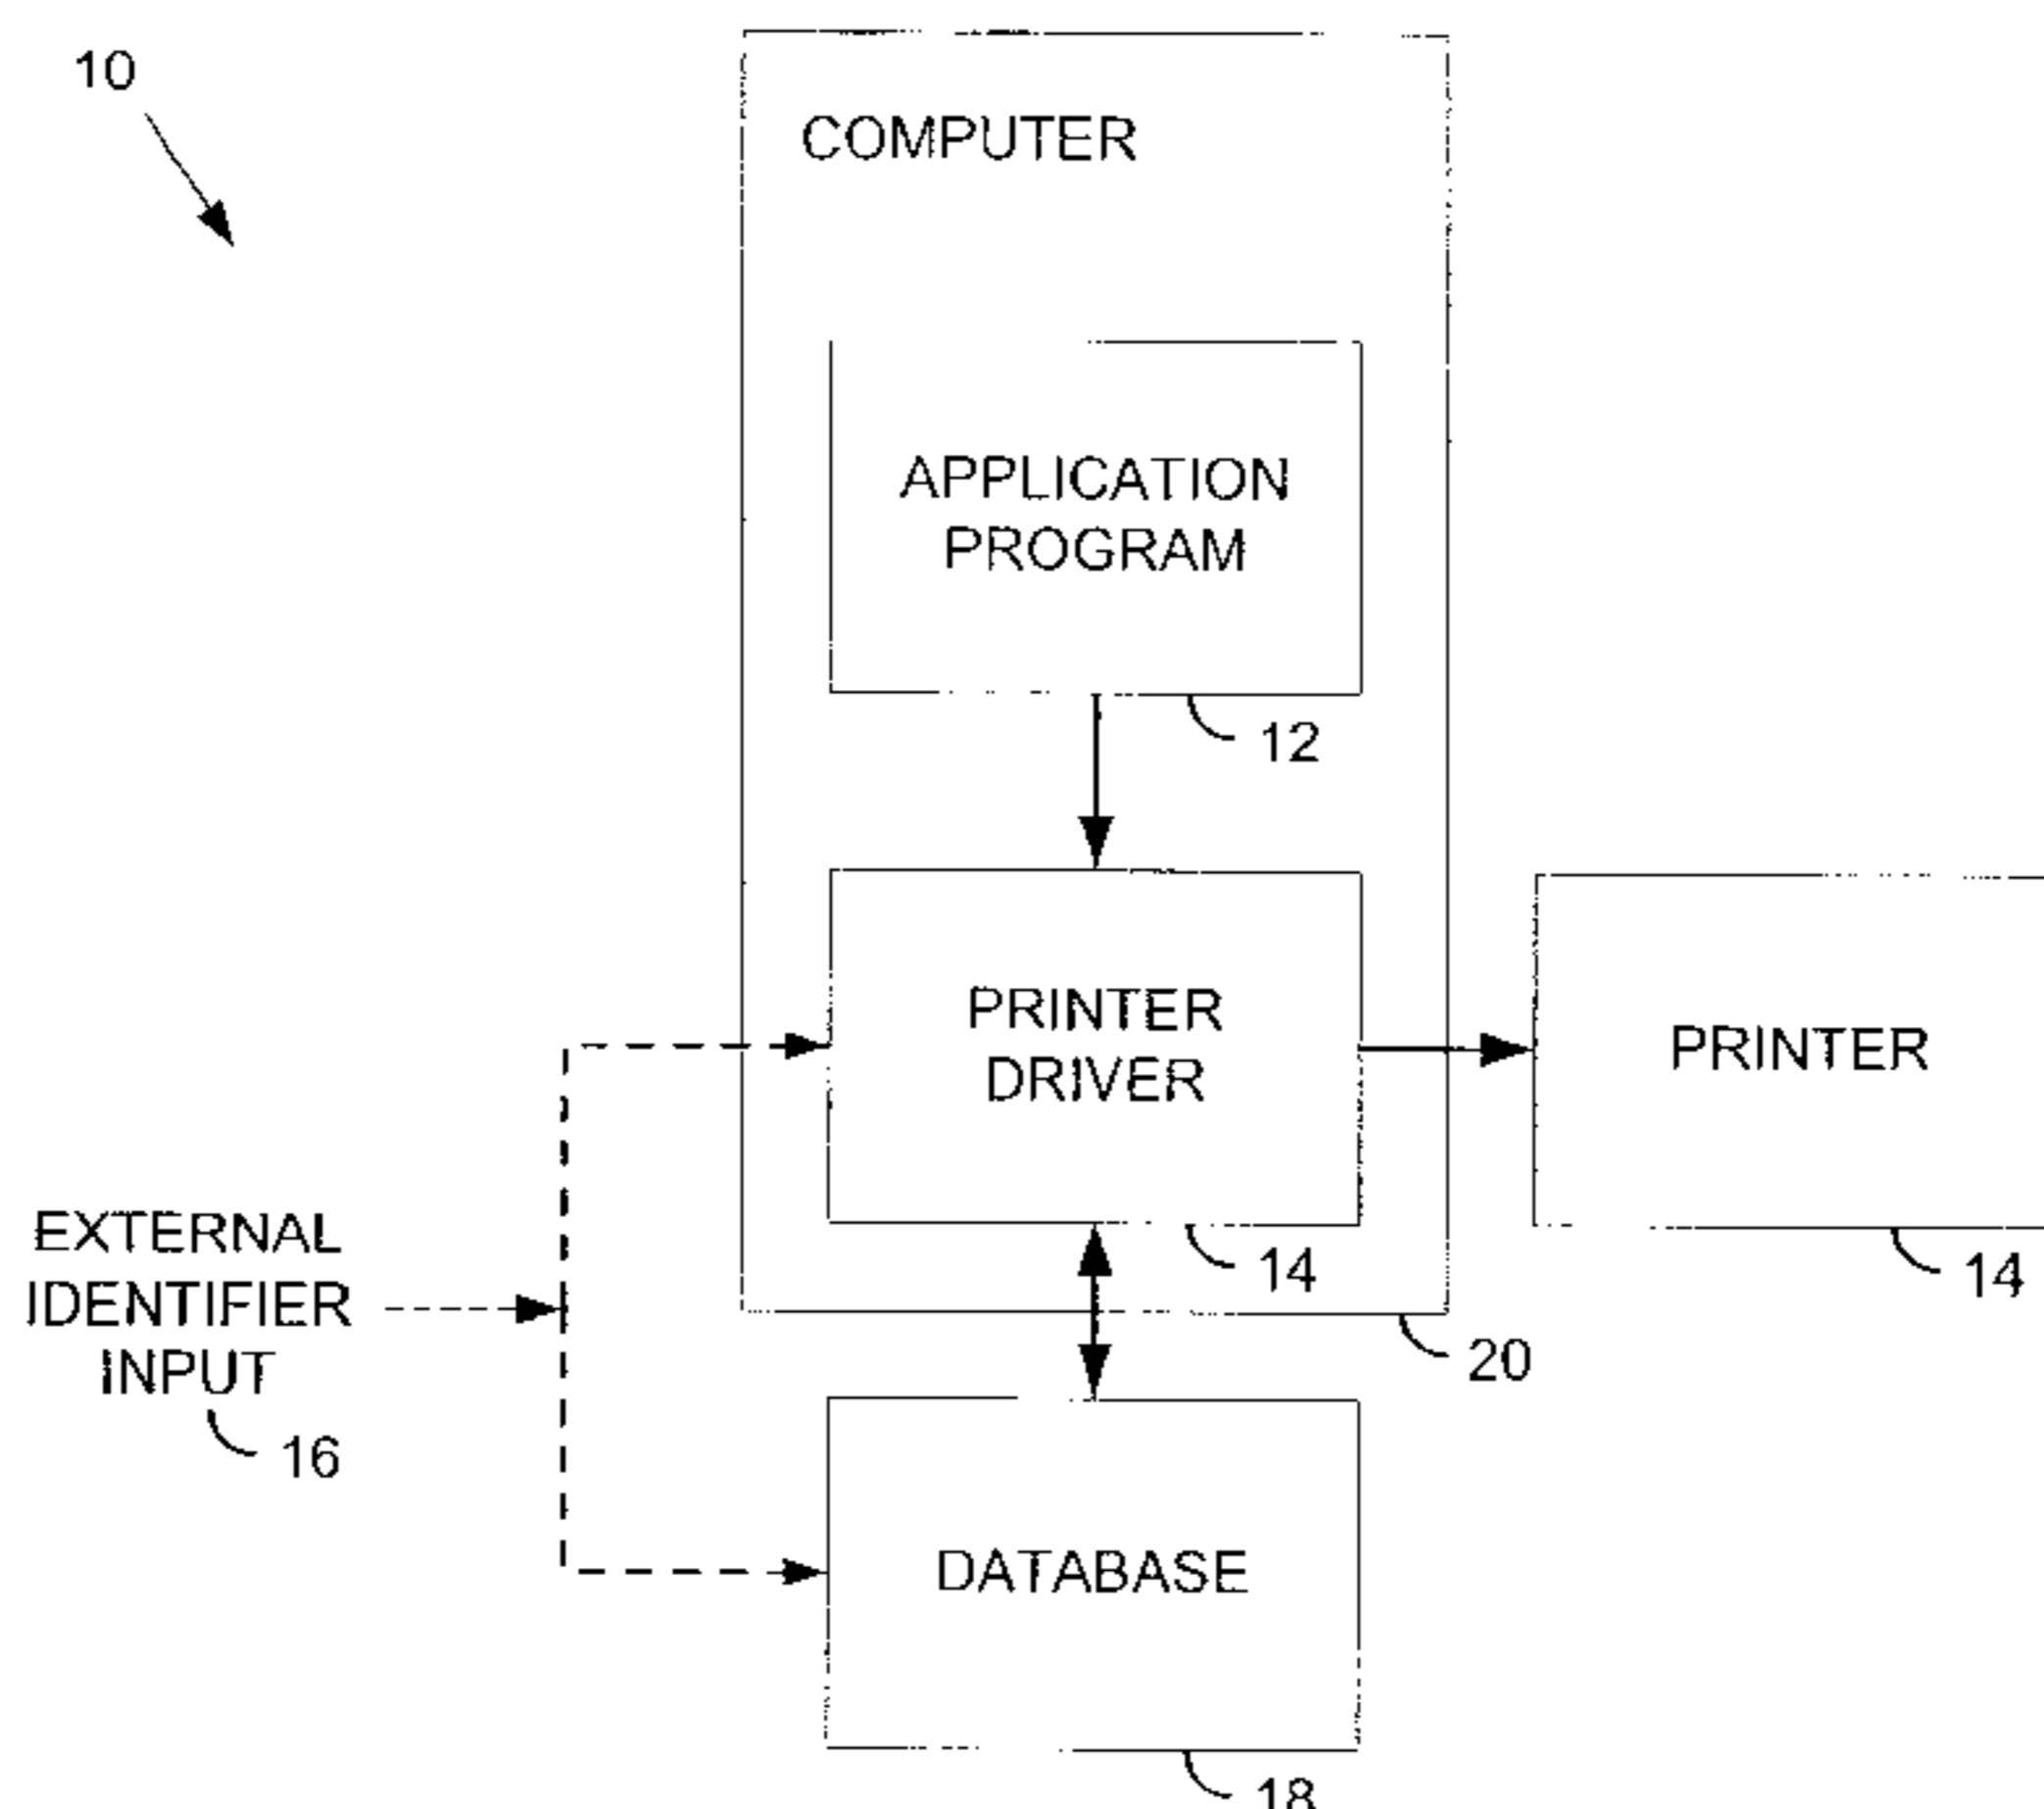 10
COMPUTER
APPLICATION
PROGRAM
12
PRINTER
DRIVER
14
PRINTER
14
20
EXTERNAL
IDENTIFIER
INPUT
16
DATABASE
18